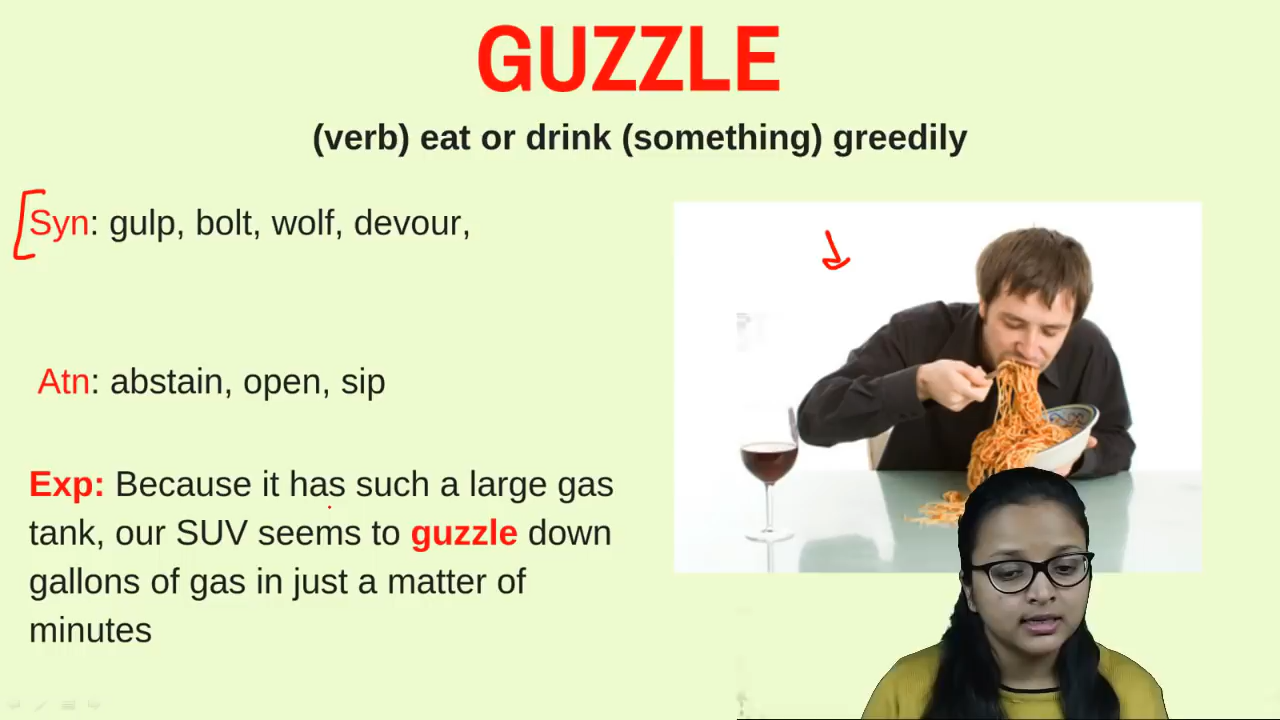 GUZZLE
(verb) eat or drink (something) greedily
Syn: gulp, bolt, wolf, devour,
Atn: abstain, open, sip
Exp: Because it has such a large gas
tank, our SUV seems to guzzle down
gallons of gas in just a matter of
minutes